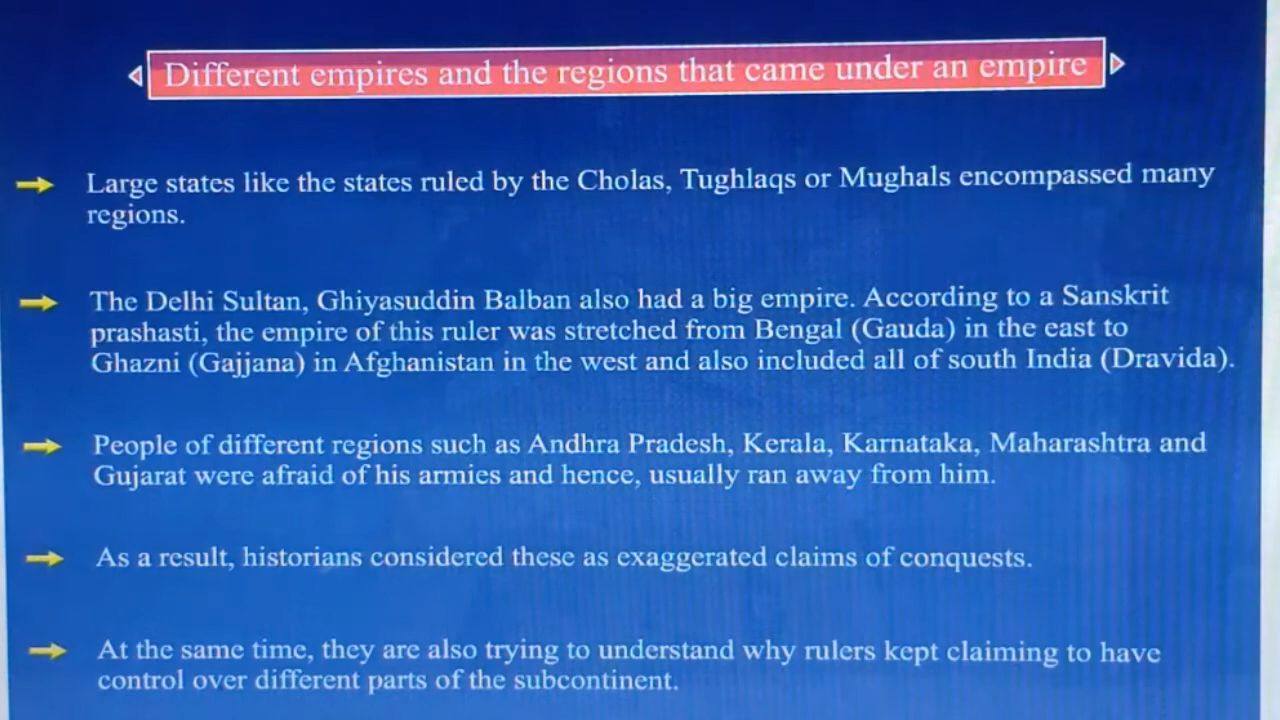 Different empires and the regions that came under an empire
Large states like the states ruled by the Cholas, Tughlaqs or Mughals encompassed many
regions.
The Delhi Sultan, Ghiyasuddin Balban also had a big empire. According to a Sanskrit
prashasti, the empire of this ruler was stretched from Bengal (Gauda) in the east to
Ghazni (Gajjana) in Afghanistan in the west and also included all of south India (Dravida).
People of different regions such as Andhra Pradesh, Kerala, Karnataka, Maharashtra and
Gujarat were afraid of his armies and hence, usually ran away from him.
As a result, historians considered these as exaggerated claims of conquests.
At the same time, they are also trying to understand why rulers kept claiming to have
control over different parts of the subcontinent.